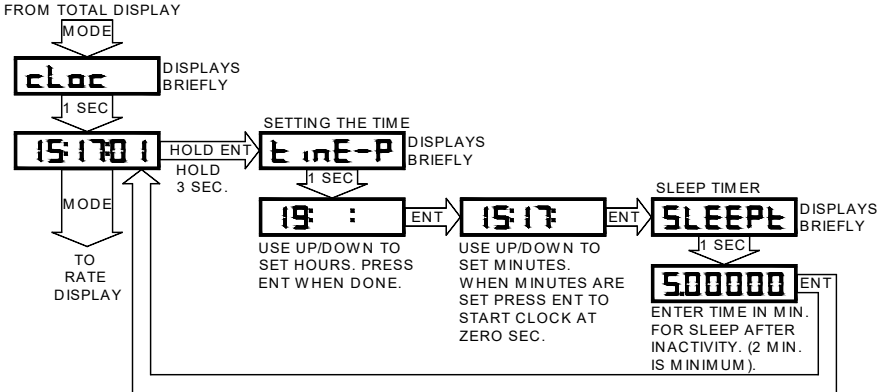 FROM TOTAL DISPLAY
MODE
cLoc
DISPLAYS
BRIEFLY
1 SEC
15:17:01
HOLD ENT
HOLD
3 SEC.
MODE
TO
RATE
DISPLAY
SETTING THE TIME
t inE-P
DISPLAYS
BRIEFLY
1 SEC
19: :
ENT
USE UP/DOWN TO
SET HOURS. PRESS
ENT WHEN DONE.
15:17:
ENT
USE UP/DOWN TO
SET MINUTES.
WHEN MINUTES ARE
SET PRESS ENT TO
START CLOCK AT
ZERO SEC.
SLEEP TIMER
SLEEPt
DISPLAYS
BRIEFLY
1 SEC
5.00000
ENT
ENTER TIME IN MIN.
FOR SLEEP AFTER
INACTIVITY. (2 MIN.
IS MINIMUM).